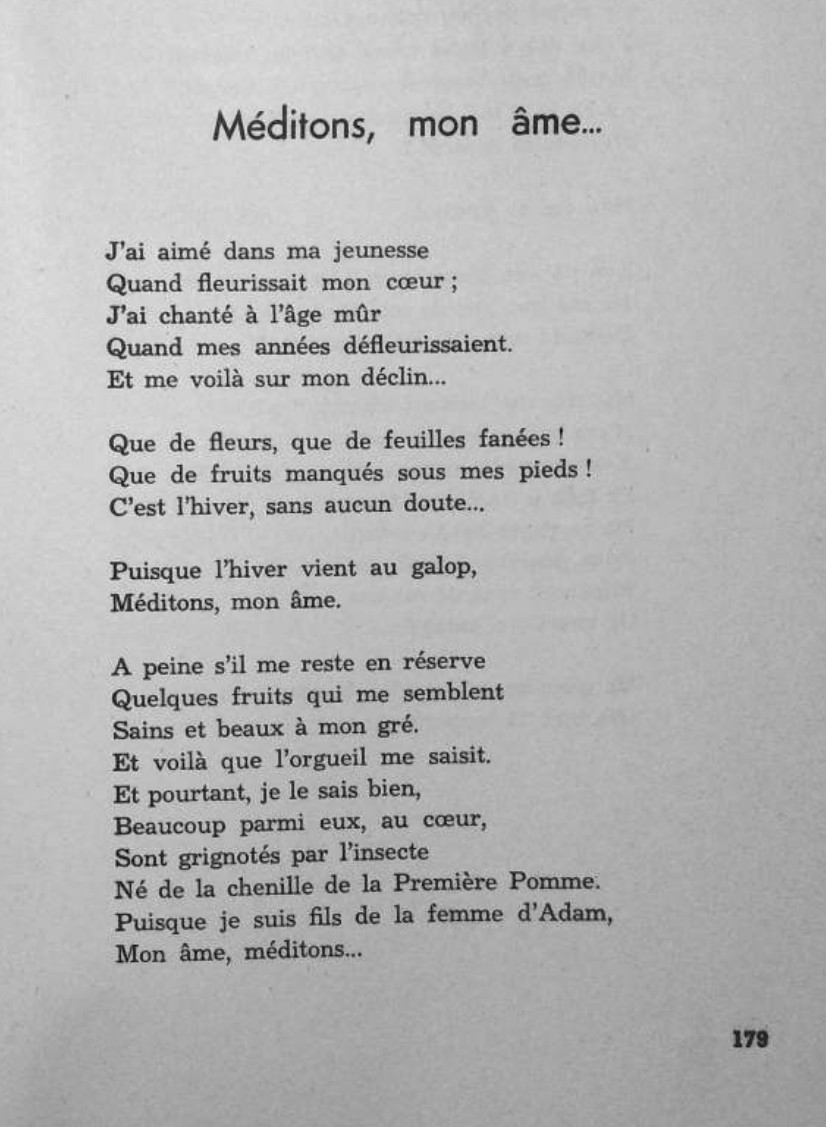 Méditons, mon âme...
J'ai aimé dans ma jeunesse
Quand fleurissait mon cœur ;
J'ai chanté à l'âge mûr
Quand mes années défleurissaient.
Et me voilà sur mon déclin...
Que de fleurs, que de feuilles fanées !
Que de fruits manqués sous mes pieds !
C'est l'hiver, sans aucun doute...
Puisque l'hiver vient au galop,
Méditons, mon âme.
A peine s'il me reste en réserve
Quelques fruits qui me semblent
Sains et beaux à mon gré.
Et voilà que l'orgueil me saisit.
Et pourtant, je le sais bien,
Beaucoup parmi eux, au cœur,
Sont grignotés par l'insecte
Né de la chenille de la Première Pomme.
Puisque je suis fils de la femme d'Adam,
Mon âme, méditons...
179